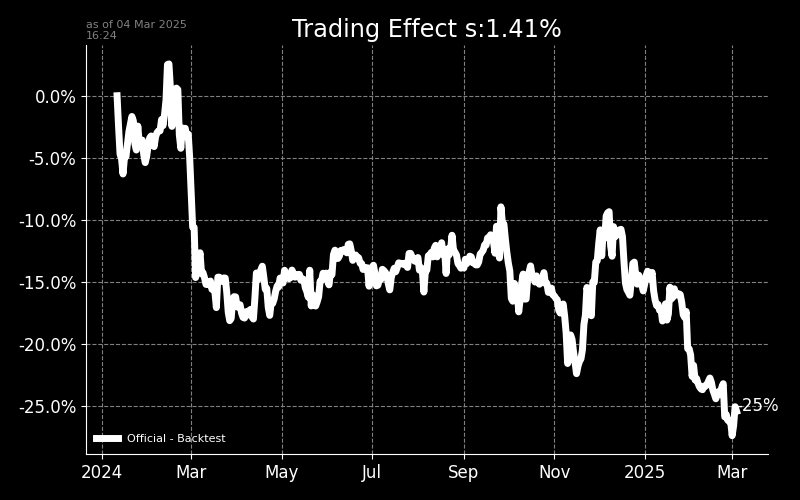 as of 04 Mar 2025
16:24
Trading Effect s:1.41%
0.0%
-5.0%
-10.0%
-15.0%
-20.0%
-25.0%
-25%
Official - Backtest
2024 Mar May Jul Sep Nov 2025 Mar